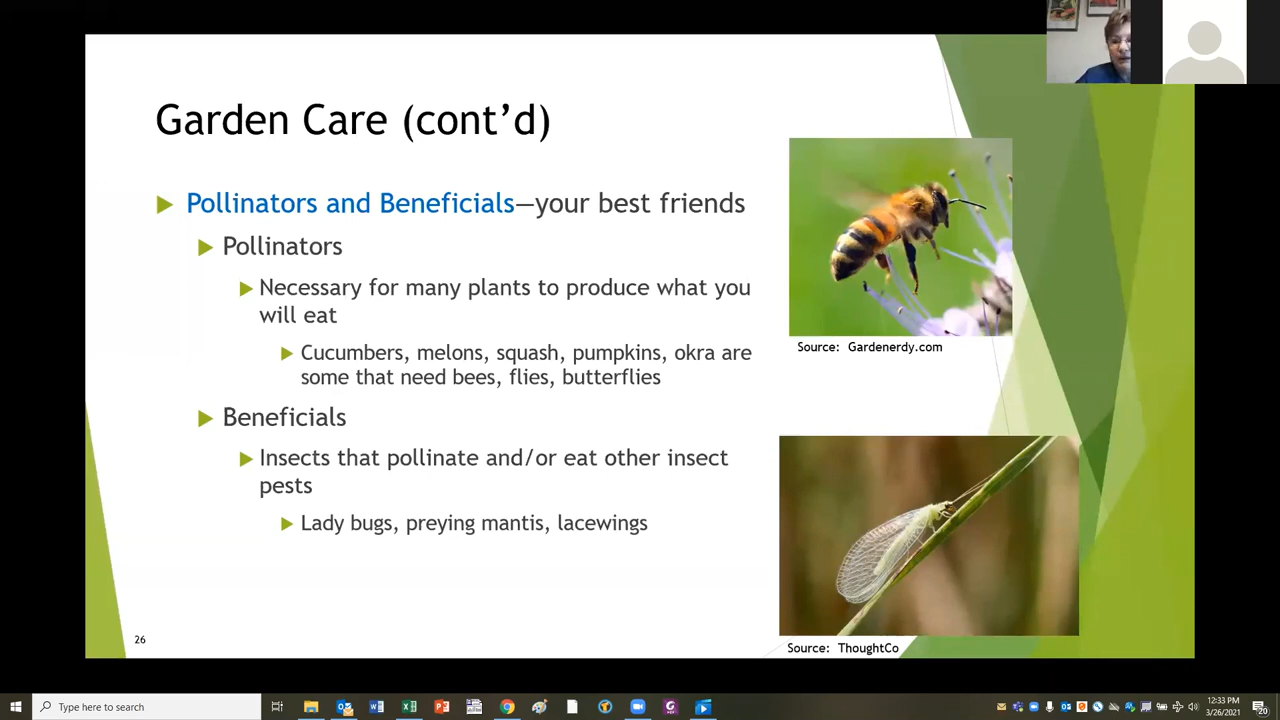 Garden Care (cont’d)
Pollinators and Beneficials—your best friends
Pollinators
Necessary for many plants to produce what you
will eat
Cucumbers, melons, squash, pumpkins, okra are
some that need bees, flies, butterflies
Beneficials
Insects that pollinate and/or eat other insect
pests
Lady bugs, preying mantis, lacewings
Source: Gardenerdy.com
Source: ThoughtCo
26
Type here to search
12:33 PM
3/26/2021
20